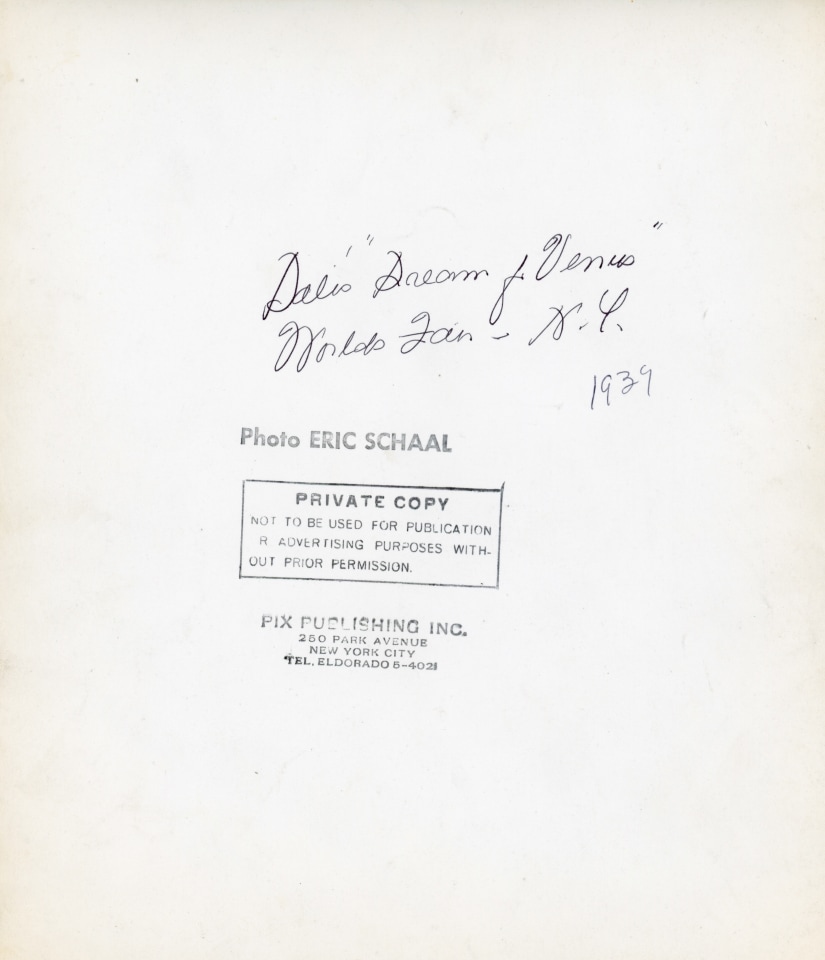 Dali's "Dream of Venus"
Worlds Fair - N.Y.
1939
Photo ERIC SCHAAL
PRIVATE COPY
NOT TO BE USED FOR PUBLICATION
R ADVERTISING PURPOSES WITH-
OUT PRIOR PERMISSION.
PIX PUBLISHING INC.
250 PARK AVENUE
NEW YORK CITY
TEL. ELDORADO 5-4021